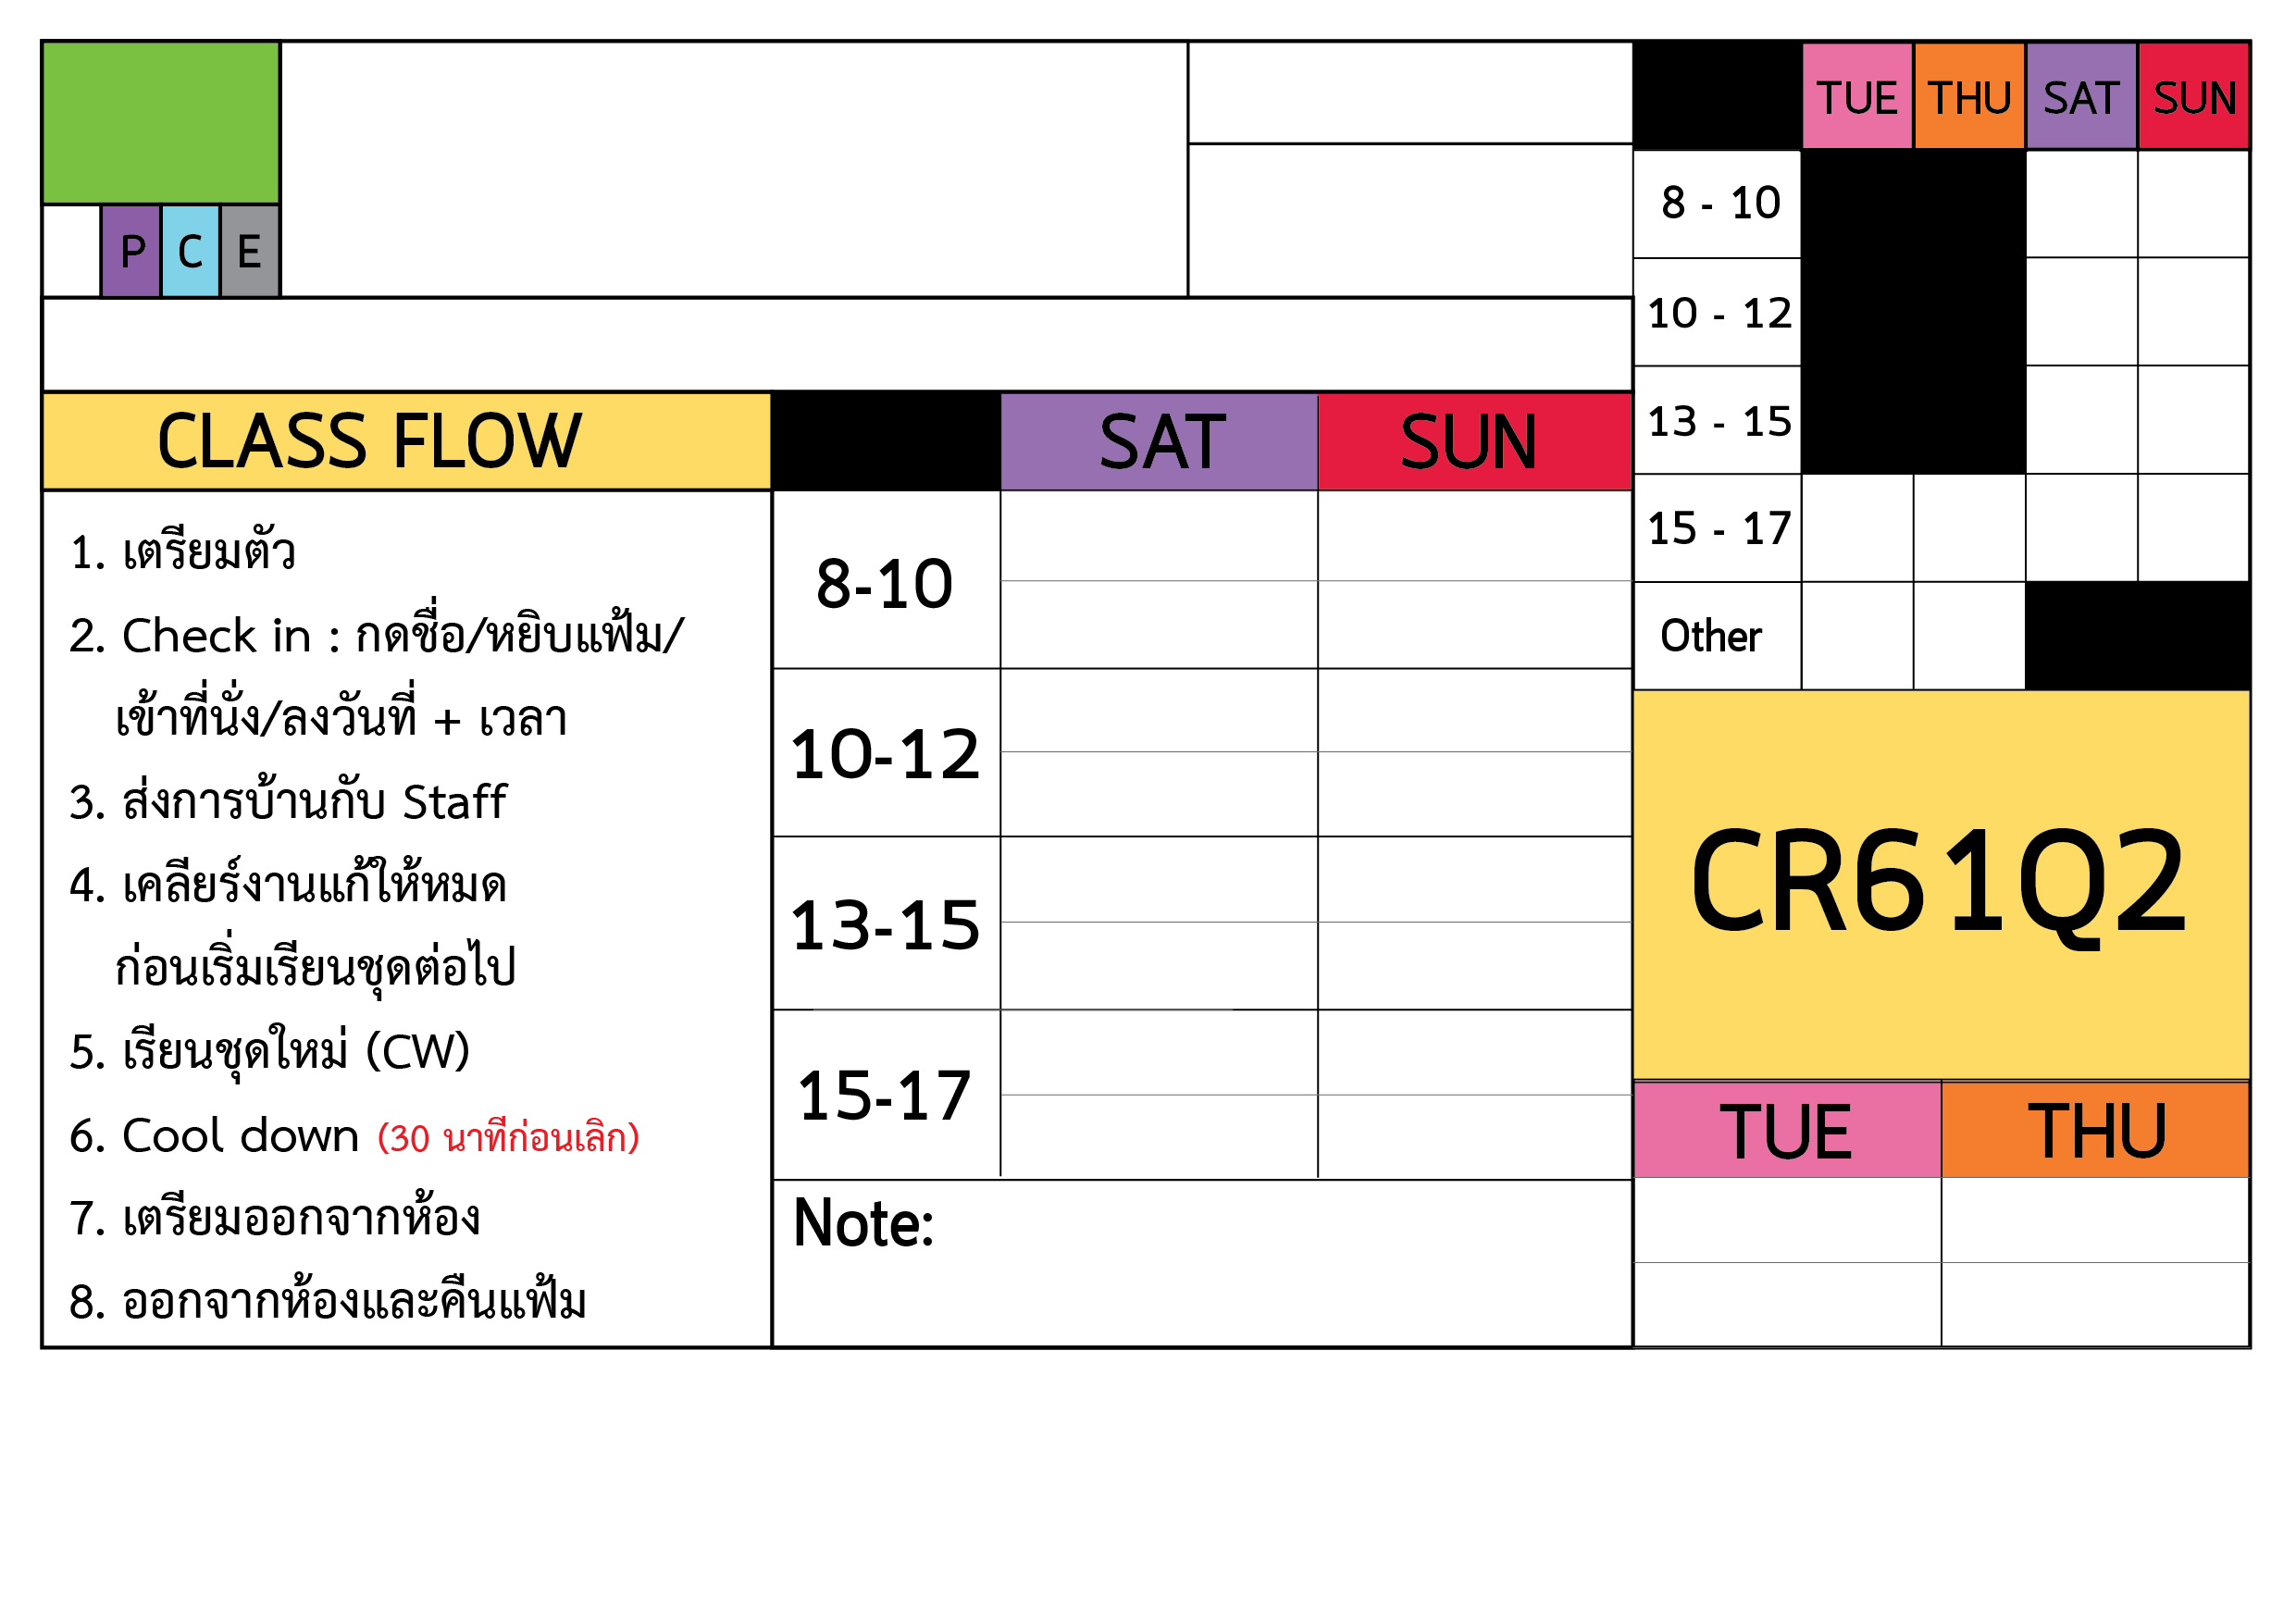 TUE THU SAT SUN
8 - 10
P C E
10 - 12
13 - 15
15 - 17
Other
CLASS FLOW
1. เตรียมตัว
2. Check in : กดชื่อ/หยิบแฟ้ม/
เข้าที่นั่ง/ลงวันที่ + เวลา
3. ส่งการบ้านกับ Staff
4. เคลียร์งานแก้ให้หมด
ก่อนเริ่มเรียนชุดต่อไป
5. เรียนชุดใหม่ (CW)
6. Cool down (30 นาทีก่อนเลิก)
7. เตรียมออกจากห้อง
8. ออกจากห้องและคืนแฟ้ม
SAT SUN
8-10
10-12
13-15
15-17
Note:
CR61Q2
TUE THU